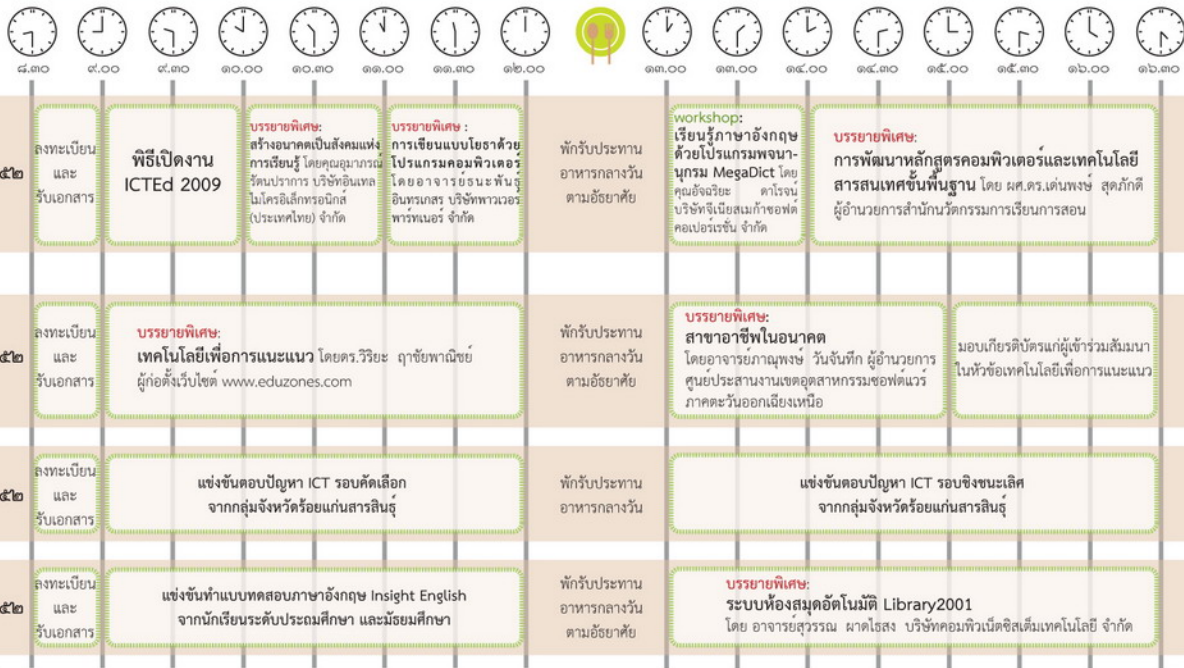 ๘.๓๐ ๙.๐๐ ๙.๓๐ ๑๐.๐๐ ๑๐.๓๐ ๑๑.๐๐ ๑๑.๓๐ ๑๒.๐๐ ๑๓.๐๐ ๑๓.๐๐ ๑๔.๐๐ ๑๔.๓๐ ๑๕.๐๐ ๑๕.๓๐ ๑๖.๐๐ ๑๖.๓๐
๕๒
ลงทะเบียน
และ
รับเอกสาร
พิธีเปิดงาน
ICTEd 2009
บรรยายพิเศษ:
สร้างอนาคตเป็นสังคมแห่ง
การเรียนรู้ โดยคุณอุมาภรณ์
รัตนปราการ บริษัทอินเทล
ไมโครอิเล็กทรอนิกส์
(ประเทศไทย) จำกัด
บรรยายพิเศษ :
การเขียนแบบโยธาด้วย
โปรแกรมคอมพิวเตอร์
โดยอาจารย์ธนะพันธุ์
อินทรเกสร บริษัทพาวเวอร์
พาร์ทเนอร์ จำกัด
พักรับประทาน
อาหารกลางวัน
ตามอัธยาศัย
workshop:
เรียนรู้ภาษาอังกฤษ
ด้วยโปรแกรมพจนา-
นุกรม MegaDict โดย
คุณอัจฉริยะ ดาโรจน์
บริษัทจีเนียสเมก้าซอฟต์
คอเปอร์เรชั่น จำกัด
บรรยายพิเศษ:
การพัฒนาหลักสูตรคอมพิวเตอร์และเทคโนโลยี
สารสนเทศขั้นพื้นฐาน โดย ผศ.ดร.เด่นพงษ์ สุดภักดี
ผู้อำนวยการสำนักนวัตกรรมการเรียนการสอน
๕๒
ลงทะเบียน
และ
รับเอกสาร
บรรยายพิเศษ:
เทคโนโลยีเพื่อการแนะแนว โดยดร.วิริยะ ฤาชัยพาณิชย์
ผู้ก่อตั้งเว็บไซต์ www.eduzones.com
พักรับประทาน
อาหารกลางวัน
ตามอัธยาศัย
บรรยายพิเศษ:
สาขาอาชีพในอนาคต
โดยอาจารย์ภาณุพงษ์ วันจันทึก ผู้อำนวยการ
ศูนย์ประสานงานเขตอุตสาหกรรมซอฟต์แวร์
ภาคตะวันออกเฉียงเหนือ
มอบเกียรติบัตรแก่ผู้เข้าร่วมสัมมนา
ในหัวข้อเทคโนโลยีเพื่อการแนะแนว
๕๒
ลงทะเบียน
และ
รับเอกสาร
แข่งขันตอบปัญหา ICT รอบคัดเลือก
จากกลุ่มจังหวัดร้อยแก่นสารสินธุ์
พักรับประทาน
อาหารกลางวัน
แข่งขันตอบปัญหา ICT รอบชิงชนะเลิศ
จากกลุ่มจังหวัดร้อยแก่นสารสินธุ์
๕๒
ลงทะเบียน
และ
รับเอกสาร
แข่งขันทำแบบทดสอบภาษาอังกฤษ Insight English
จากนักเรียนระดับประถมศึกษา และมัธยมศึกษา
พักรับประทาน
อาหารกลางวัน
ตามอัธยาศัย
บรรยายพิเศษ:
ระบบห้องสมุดอัตโนมัติ Library2001
โดย อาจารย์สุวรรณ ผาดไธสง บริษัทคอมพิวเน็ตซิสเต็มเทคโนโลยี จำกัด